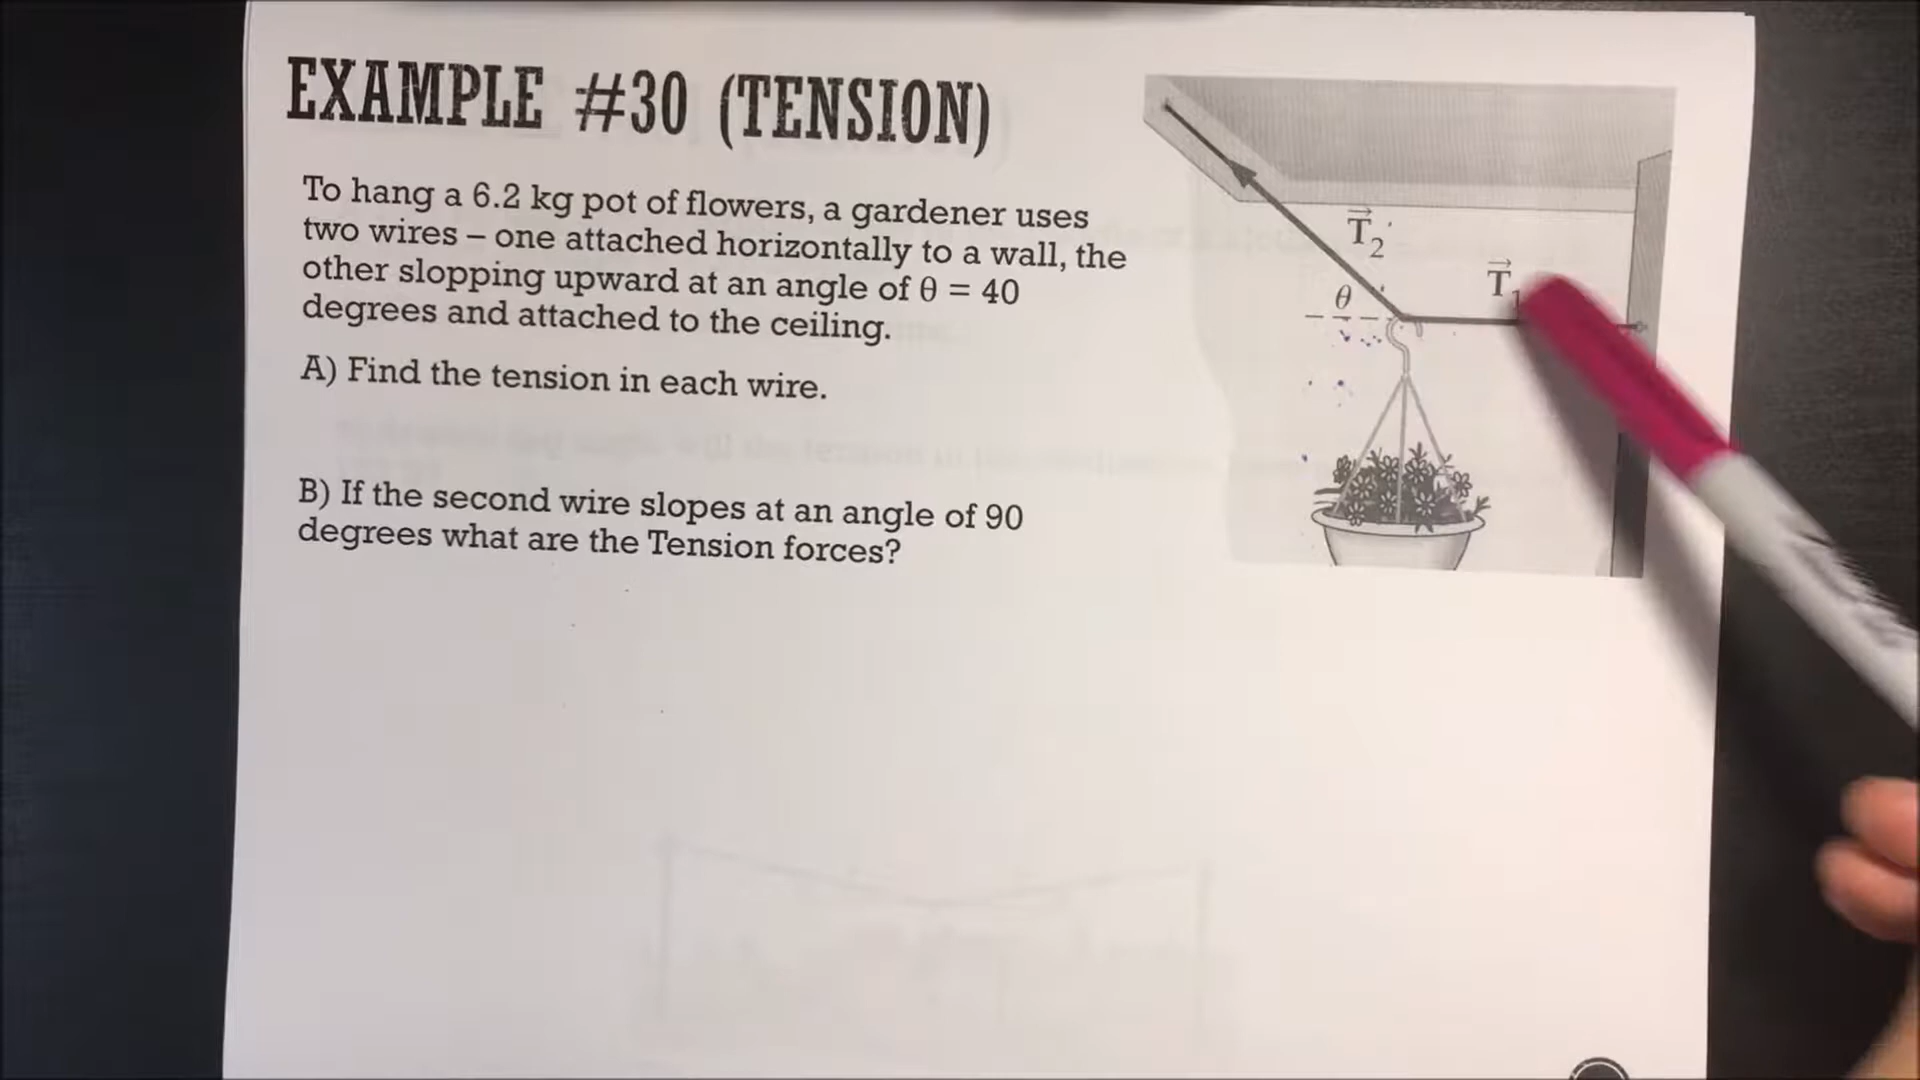 EXAMPLE #30 (TENSION)
To hang a 6.2 kg pot of flowers, a gardener uses
two wires – one attached horizontally to a wall, the
other slopping upward at an angle of θ = 40
degrees and attached to the ceiling.
A) Find the tension in each wire.
B) If the second wire slopes at an angle of 90
degrees what are the Tension forces?
T⃗₂
T⃗₁
θ